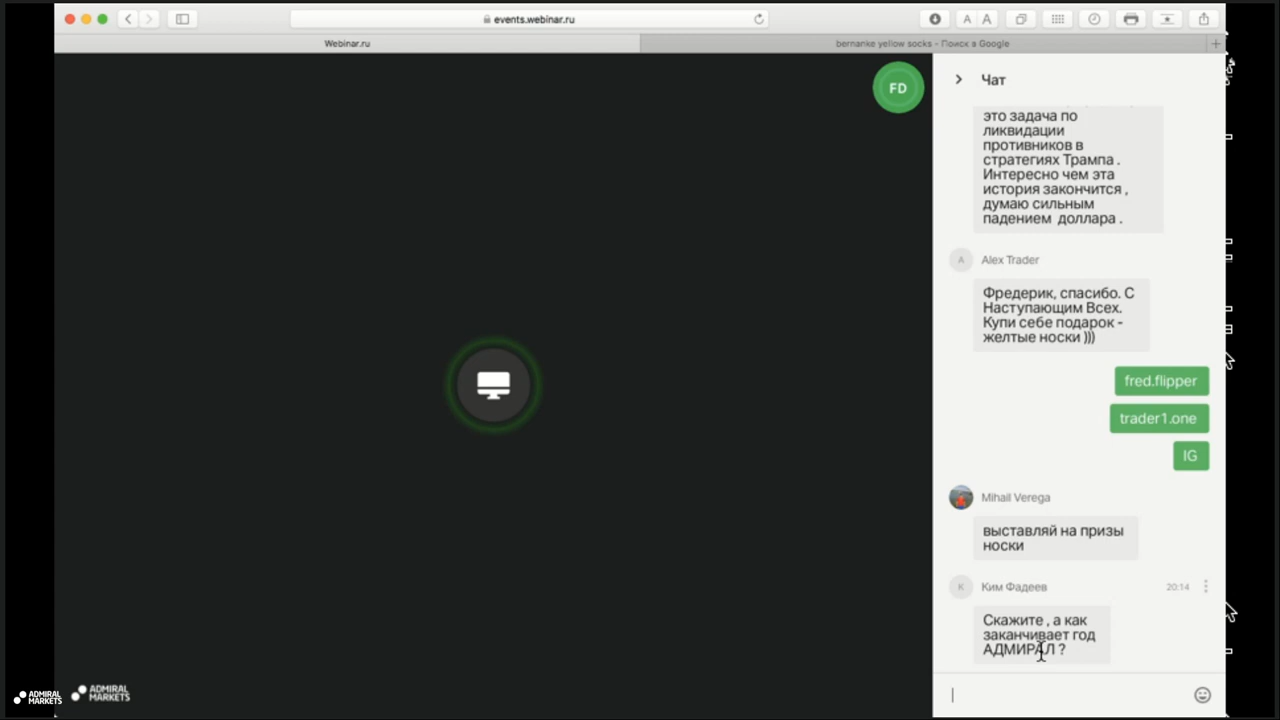 events.webinar.ru
A A
Webinar.ru
bernanke yellow socks – Поиск в Google
FD
Чат
это задача по
ликвидации
противников в
стратегиях Трампа .
Интересно чем эта
история закончится ,
думаю сильным
падением доллара .
A Alex Trader
Фредерик, спасибо. С
Наступающим Всех.
Купи себе подарок -
желтые носки )))
fred.flipper
trader1.one
IG
Mihail Verega
выставляй на призы
носки
К Ким Фадеев 20:14
Скажите , а как
заканчивает год
АДМИРАЛ ?
ADMIRAL
MARKETS
ADMIRAL
MARKETS